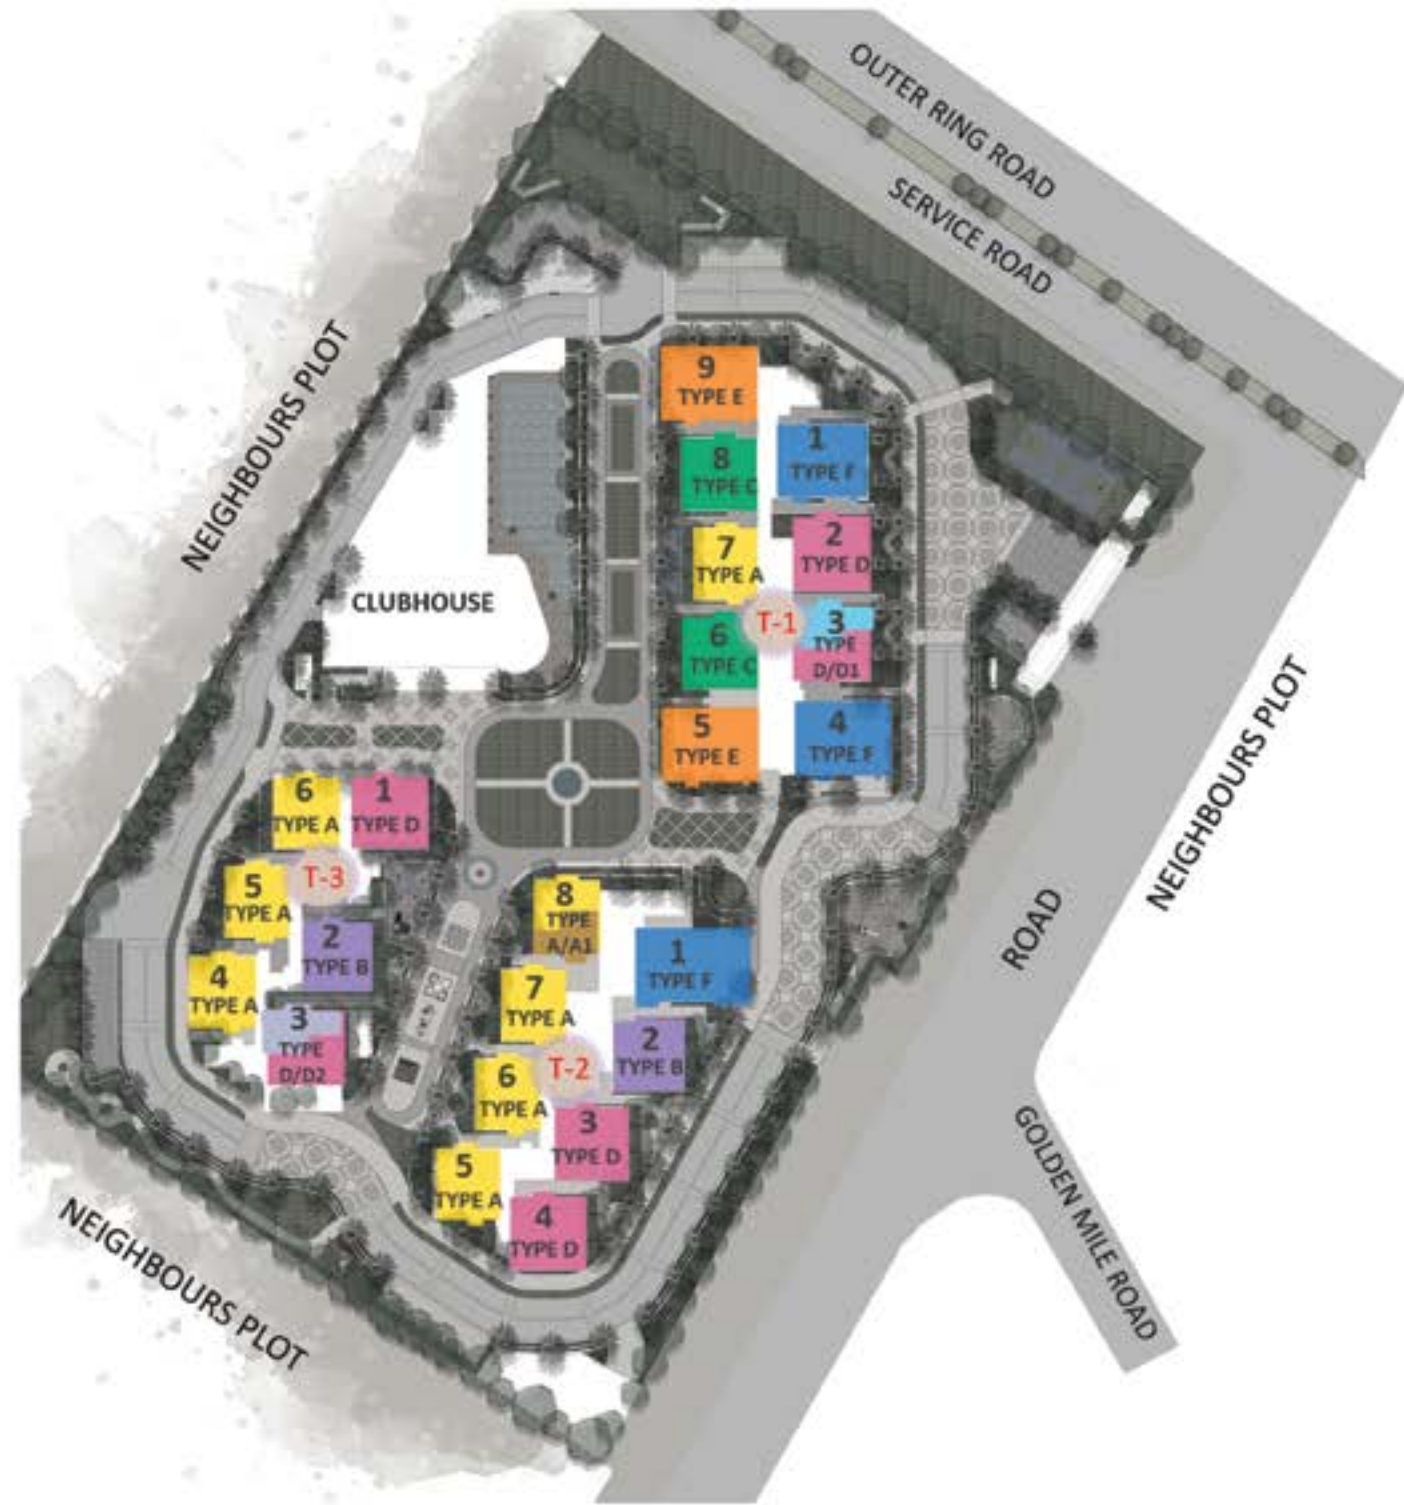 OUTER RING ROAD
SERVICE ROAD
NEIGHBOURS PLOT
9
TYPE E
1
TYPE F
8
TYPE C
2
TYPE D
7
TYPE A
CLUBHOUSE
T-1
3
TYPE
D/D1
6
TYPE C
5
TYPE E
4
TYPE F
NEIGHBOURS PLOT
6
TYPE A
1
TYPE D
T-3
5
TYPE A
2
TYPE B
4
TYPE A
3
TYPE
D/D2
8
TYPE
A/A1
1
TYPE F
7
TYPE A
2
TYPE B
T-2
6
TYPE A
3
TYPE D
5
TYPE A
4
TYPE D
ROAD
GOLDEN MILE ROAD
NEIGHBOURS PLOT